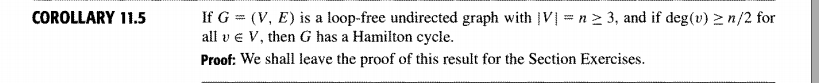 COROLLARY 11.5 If G = (V, E) is a loop-free undirected graph with |V| = n ≥ 3, and if deg(v) ≥ n/2 for
all v ∈ V, then G has a Hamilton cycle.
Proof: We shall leave the proof of this result for the Section Exercises.